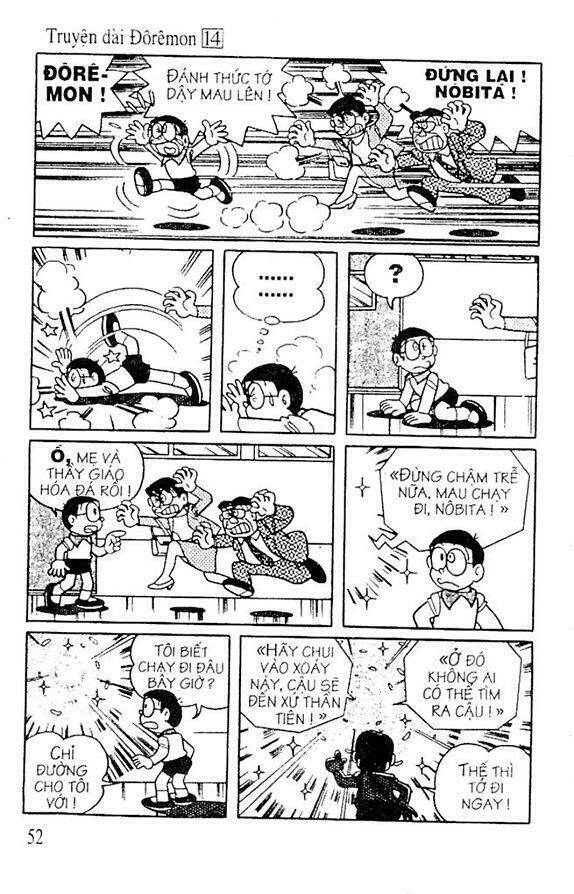 Truyện dài Đôrêmon 14
ĐÔRÊ-
MON !
ĐÁNH THỨC TỚ
DẬY MAU LÊN !
ĐỨNG LẠI !
NÔBITA !
......
......
?
Ồ, MẸ VÀ
THẦY GIÁO
HÓA ĐÁ RỒI !
«ĐỪNG CHẬM TRỄ
NỮA, MAU CHẠY
ĐI, NÔBITA ! »
TÔI BIẾT
CHẠY ĐI ĐÂU
BÂY GIỜ ?
CHỈ
ĐƯỜNG
CHO TÔI
VỚI !
«HÃY CHUI
VÀO XOÁY
NÀY, CẬU SẼ
ĐẾN XỨ THẦN
TIÊN ! »
«Ở ĐÓ
KHÔNG AI
CÓ THỂ TÌM
RA CẬU ! »
THẾ THÌ
TỚ ĐI
NGAY !
52